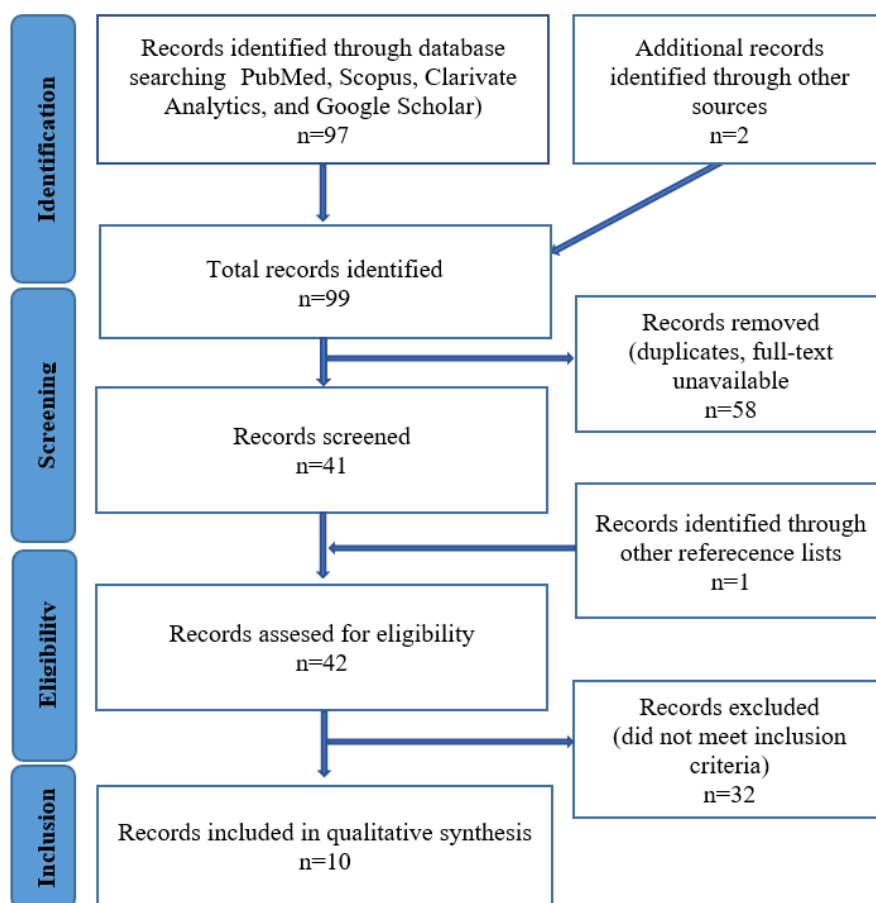 Identification
Records identified through database
searching PubMed, Scopus, Clarivate
Analytics, and Google Scholar)
n=97
Additional records
identified through other
sources
n=2
Total records identified
n=99
Screening
Records removed
(duplicates, full-text
unavailable
n=58
Records screened
n=41
Records identified through
other referecence lists
n=1
Eligibility
Records assesed for eligibility
n=42
Records excluded
(did not meet inclusion
criteria)
n=32
Inclusion
Records included in qualitative synthesis
n=10